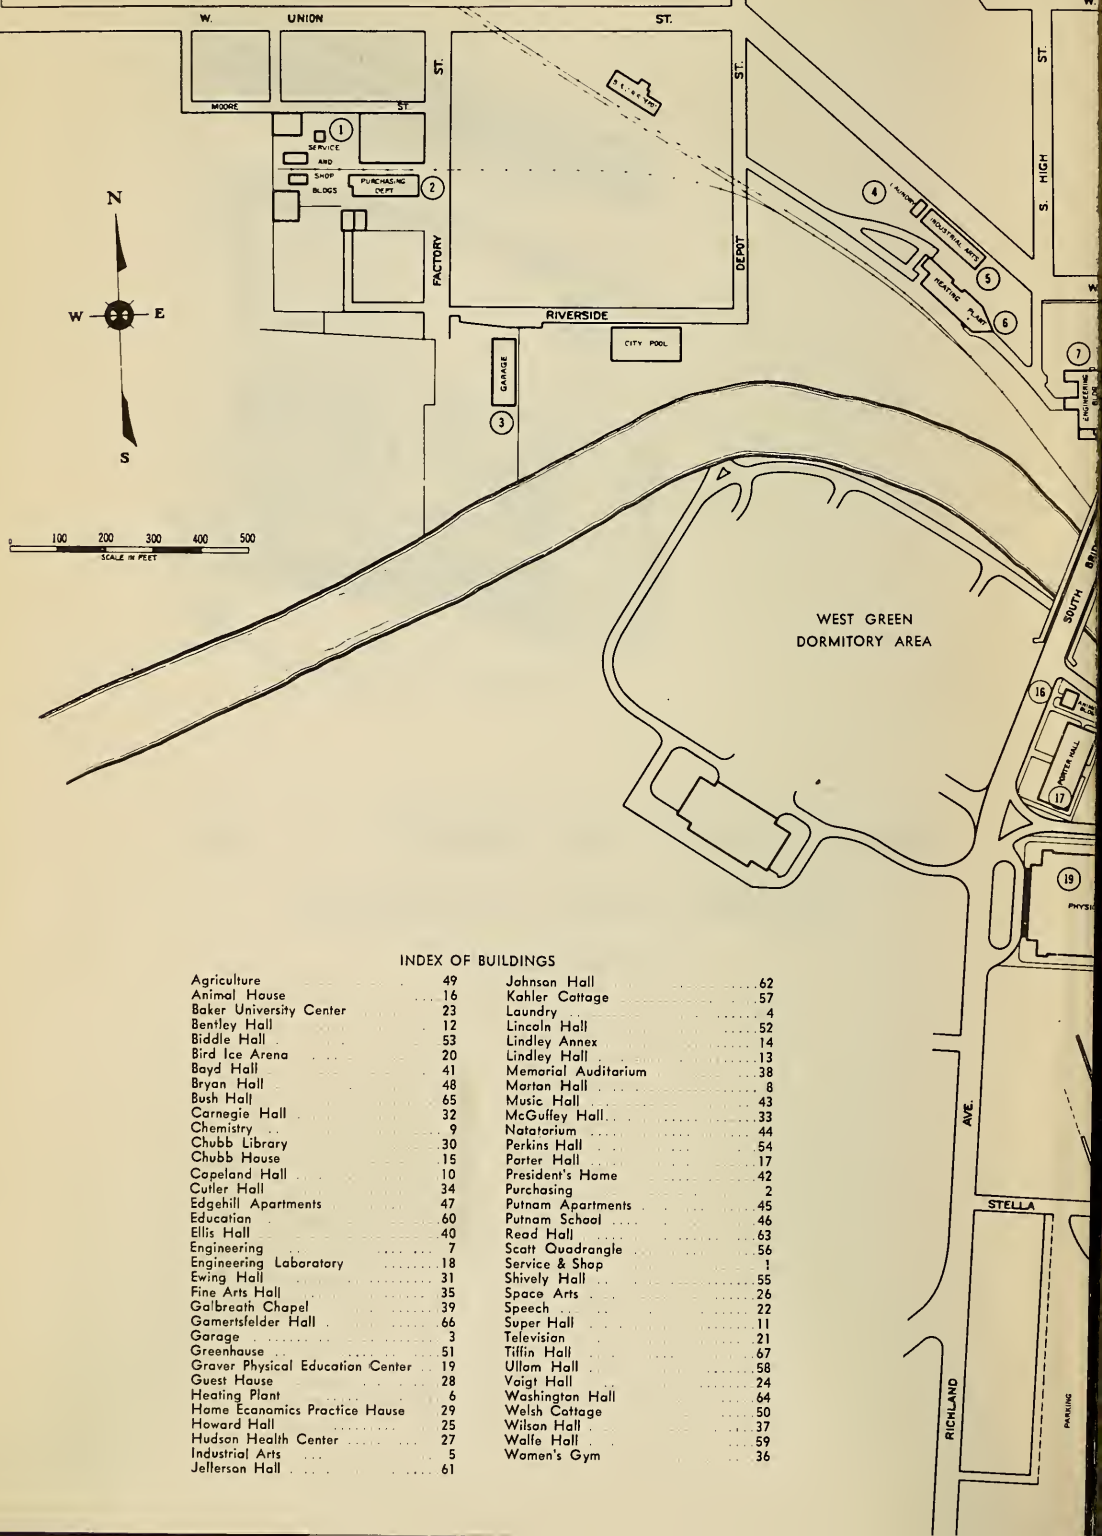 W. UNION ST.
ST.
ST.
ST.
MOORE ST.
1
SERVICE
AND
SHOP
BLDGS
PURCHASING
DEPT
2
4
LAUNDRY
INDUSTRIAL ARTS
5
HEATING PLANT
6
S. HIGH
FACTORY
DEPOT
N
W E
S
RIVERSIDE
CITY POOL
GARAGE
3
7
ENGINEERING
BLDG
W.
W
0 100 200 300 400 500
SCALE IN FEET
SOUTH
WEST GREEN
DORMITORY AREA
16
PORTER HALL
17
19
INDEX OF BUILDINGS
Agriculture 49
Animal House 16
Baker University Center 23
Bentley Hall 12
Biddle Hall 53
Bird Ice Arena 20
Boyd Hall 41
Bryan Hall 48
Bush Hall 65
Carnegie Hall 32
Chemistry 9
Chubb Library 30
Chubb House 15
Copeland Hall 10
Cutler Hall 34
Edgehill Apartments 47
Education 60
Ellis Hall 40
Engineering 7
Engineering Laboratory 18
Ewing Hall 31
Fine Arts Hall 35
Galbreath Chapel 39
Gamertsfelder Hall 66
Garage 3
Greenhouse 51
Grover Physical Education Center 19
Guest House 28
Heating Plant 6
Home Economics Practice House 29
Howard Hall 25
Hudson Health Center 27
Industrial Arts 5
Jefferson Hall 61
Johnson Hall 62
Kahler Cottage 57
Laundry 4
Lincoln Hall 52
Lindley Annex 14
Lindley Hall 13
Memorial Auditorium 38
Morton Hall 8
Music Hall 43
McGuffey Hall 33
Natatorium 44
Perkins Hall 54
Porter Hall 17
President's Home 42
Purchasing 2
Putnam Apartments 45
Putnam School 46
Read Hall 63
Scott Quadrangle 56
Service & Shop 1
Shively Hall 55
Space Arts 26
Speech 22
Super Hall 11
Television 21
Tiffin Hall 67
Ullom Hall 58
Voigt Hall 24
Washington Hall 64
Welsh Cottage 50
Wilson Hall 37
Wolfe Hall 59
Women's Gym 36
AVE.
STELLA
RICHLAND
PARKING